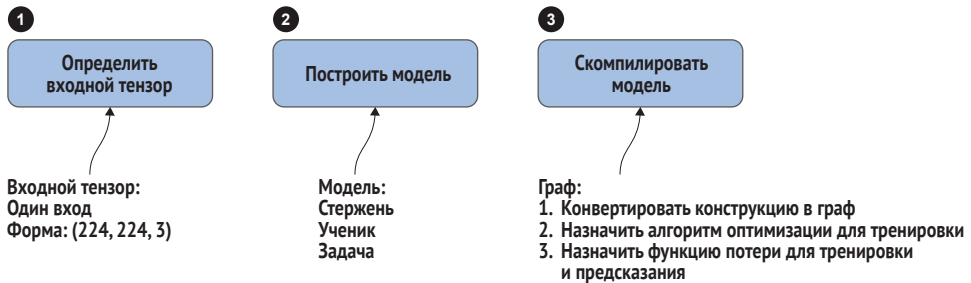 1
Определить
входной тензор
Входной тензор:
Один вход
Форма: (224, 224, 3)
2
Построить модель
Модель:
Стержень
Ученик
Задача
3
Скомпилировать
модель
Граф:
1. Конвертировать конструкцию в граф
2. Назначить алгоритм оптимизации для тренировки
3. Назначить функцию потери для тренировки
и предсказания